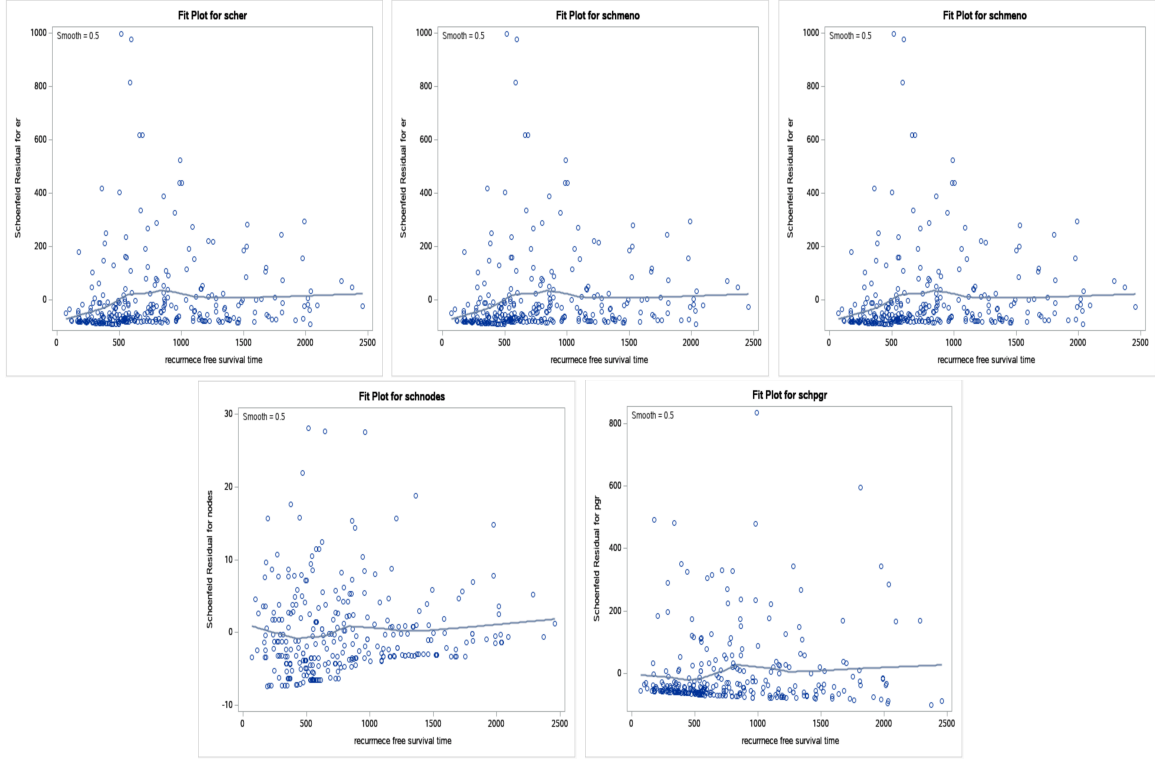 Fit Plot for scher
Smooth = 0.5
Schoenfeld Residual for er
1000
800
600
400
200
0
0 500 1000 1500 2000 2500
recurrnece free survival time
Fit Plot for schmeno
Smooth = 0.5
Schoenfeld Residual for er
1000
800
600
400
200
0
0 500 1000 1500 2000 2500
recurrnece free survival time
Fit Plot for schmeno
Smooth = 0.5
Schoenfeld Residual for er
1000
800
600
400
200
0
0 500 1000 1500 2000 2500
recurrnece free survival time
Fit Plot for schnodes
Smooth = 0.5
Schoenfeld Residual for nodes
30
20
10
0
-10
0 500 1000 1500 2000 2500
recurrnece free survival time
Fit Plot for schpgr
Smooth = 0.5
Schoenfeld Residual for pgr
800
600
400
200
0
0 500 1000 1500 2000 2500
recurrnece free survival time